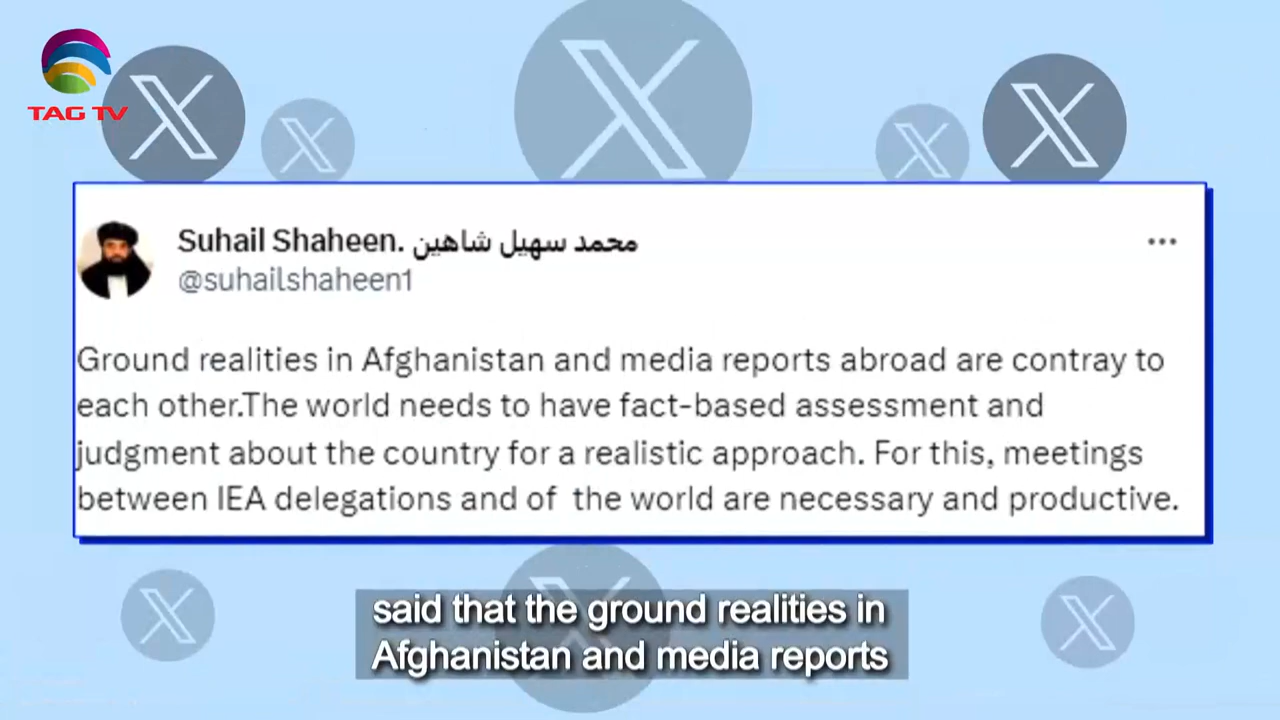 TAG TV
Suhail Shaheen. محمد سهيل شاهين
@suhailshaheen1
Ground realities in Afghanistan and media reports abroad are contray to
each other.The world needs to have fact-based assessment and
judgment about the country for a realistic approach. For this, meetings
between IEA delegations and of the world are necessary and productive.
said that the ground realities in
Afghanistan and media reports